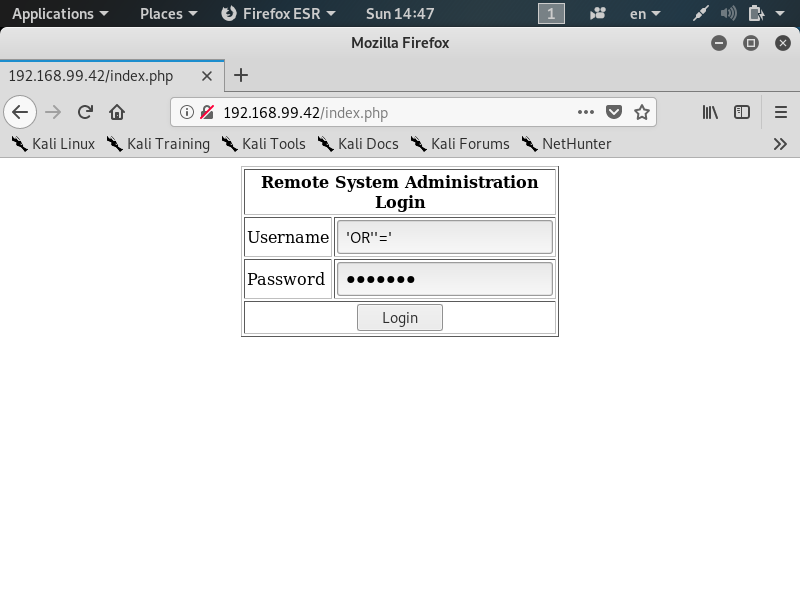 Applications Places Firefox ESR Sun 14:47 1 en
Mozilla Firefox
192.168.99.42/index.php
192.168.99.42/index.php
Kali Linux Kali Training Kali Tools Kali Docs Kali Forums NetHunter
Remote System Administration
Login
Username 'OR''='
Password •••••••
Login